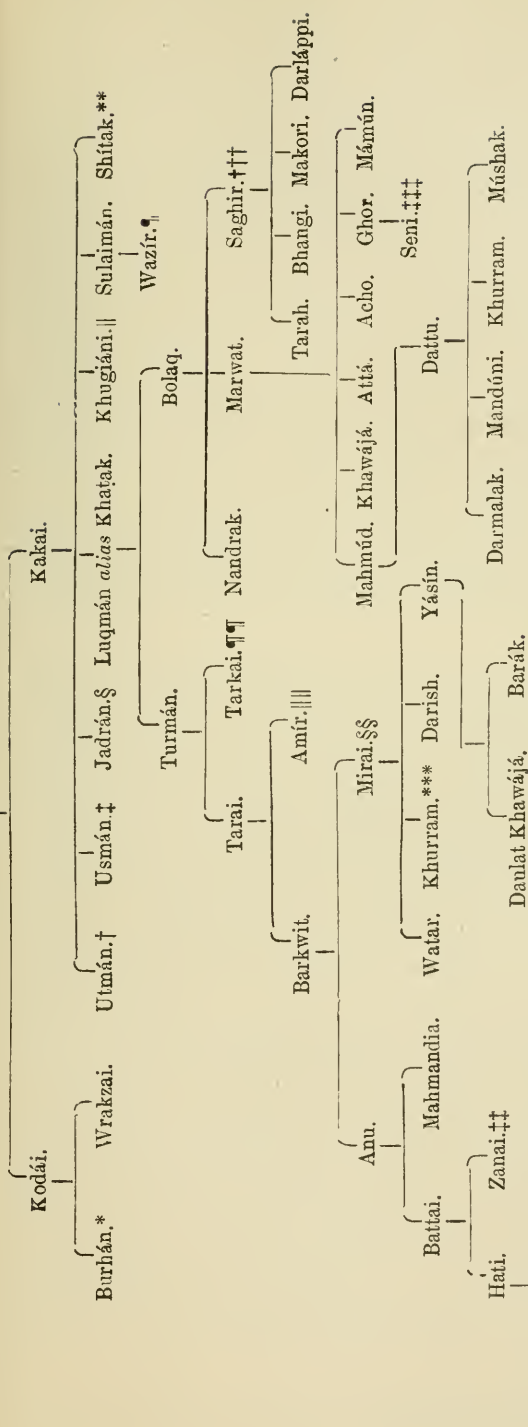 Kodái. Kakai.
Burhán.* Wrakzai. Utmán.† Usmán.‡ Jadrán.§ Luqmán alias Khaṭak. Khugiáni.|| Sulaimán. Shítak.**
Wazír.¶
Turmán. Bolaq.
Tarai. Tarkai.¶¶ Nandrak. Marwat. Saghir.†††
Barkwit. Amír.|||| Tarah. Bhangi. Makori. Darláppi.
Anu. Mirai.§§ Mahmúd. Khawájá. Attá. Acho. Ghor. Mámún.
Seni.‡‡‡
Battai. Mahmandia. Watar. Khurram.*** Darish. Yásín. Dattu.
Háti. Zanai.‡‡ Darmalak. Mandúni. Khurram. Múshak.
Daulat Khawájá. Barák.